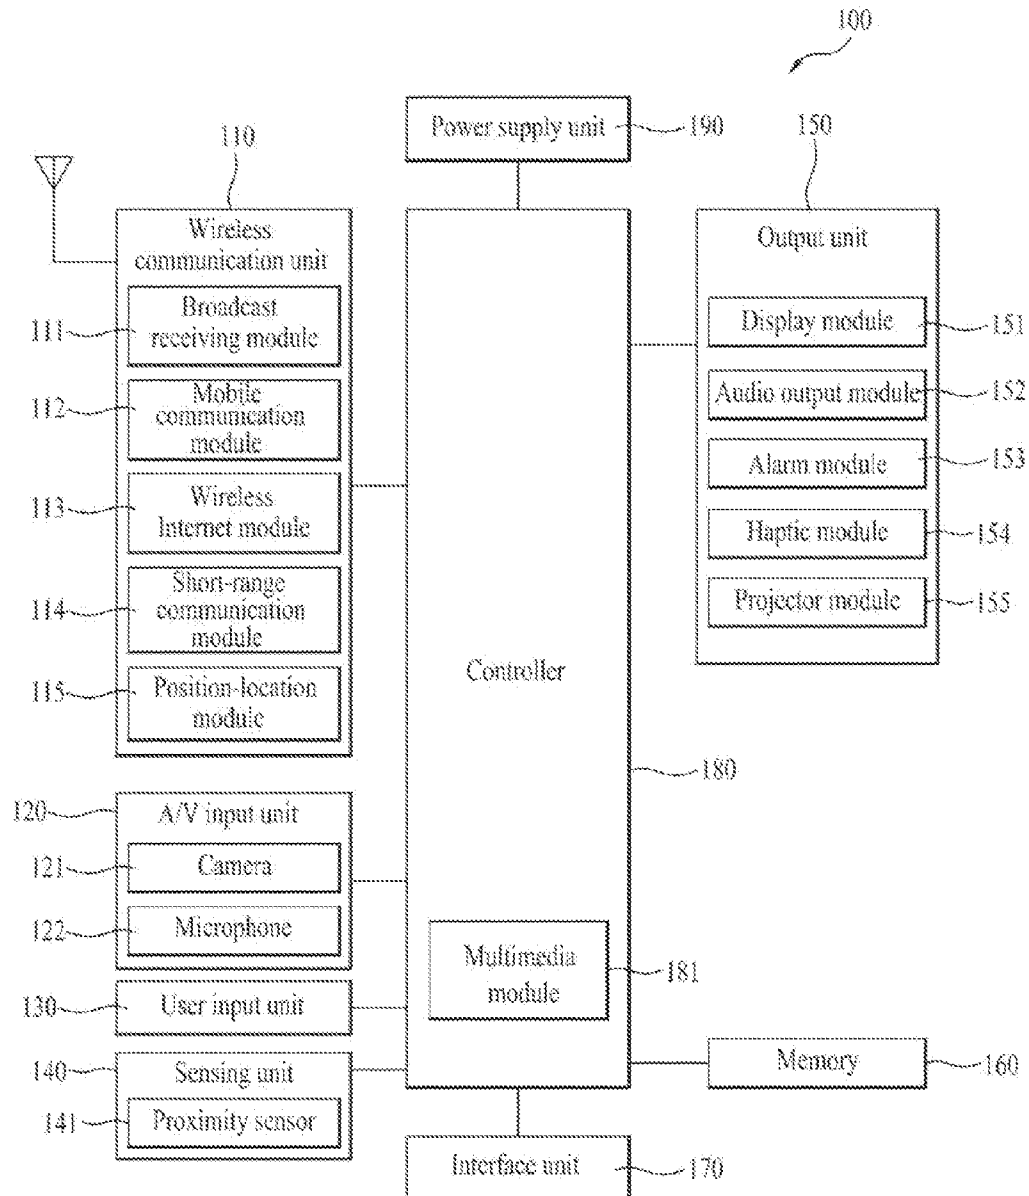 100
Power supply unit
190
150
110
Wireless
communication unit
Output unit
111
Broadcast
receiving module
Display module
151
112
Mobile
communication
module
Audio output module
152
Alarm module
153
113
Wireless
Internet module
Haptic module
154
114
Short-range
communication
module
Projector module
155
115
Position-location
module
Controller
180
120
A/V input unit
121
Camera
122
Microphone
Multimedia
module
181
130
User input unit
140
Sensing unit
141
Proximity sensor
Memory
160
Interface unit
170